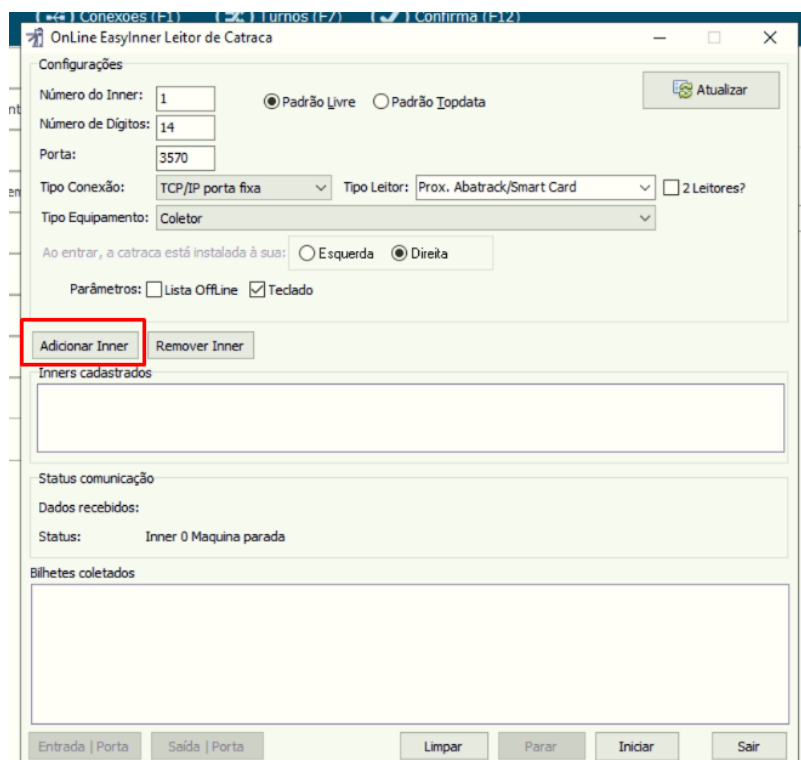 Conexões (F1) Turnos (F7) Confirma (F12)
OnLine EasyInner Leitor de Catraca
Configurações
Número do Inner: 1 Padrão Livre Padrão Topdata Atualizar
Número de Dígitos: 14
Porta: 3570
Tipo Conexão: TCP/IP porta fixa Tipo Leitor: Prox. Abatrack/Smart Card 2 Leitores?
Tipo Equipamento: Coletor
Ao entrar, a catraca está instalada à sua: Esquerda Direita
Parâmetros: Lista OffLine Teclado
Adicionar Inner Remover Inner
Inners cadastrados
Status comunicação
Dados recebidos:
Status: Inner 0 Maquina parada
Bilhetes coletados
Entrada | Porta Saída | Porta Limpar Parar Iniciar Sair